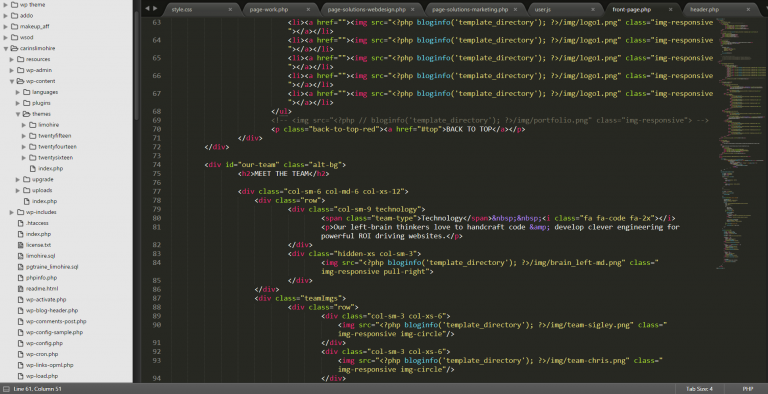 style.css
page-work.php
page-solutions-webdesign.php
page-solutions-marketing.php
user.js
front-page.php
header.php
wp theme
addo
makeup_aff
wsod
carinslimohire
resources
wp-admin
wp-content
languages
plugins
themes
limohire
twentyfifteen
twentyfourteen
twentysixteen
index.php
upgrade
uploads
index.php
wp-includes
.htaccess
index.php
license.txt
limohire.sql
pgtraina_limohire.sql
phpinfo.php
readme.html
wp-activate.php
wp-blog-header.php
wp-comments-post.php
wp-config-sample.php
wp-config.php
wp-cron.php
wp-links-opml.php
wp-load.php
63 <li><a href=""><img src="<?php bloginfo('template_directory'); ?>/img/logo1.png" class="img-responsive
"></a></li>
64 <li><a href=""><img src="<?php bloginfo('template_directory'); ?>/img/logo1.png" class="img-responsive
"></a></li>
65 <li><a href=""><img src="<?php bloginfo('template_directory'); ?>/img/logo1.png" class="img-responsive
"></a></li>
66 <li><a href=""><img src="<?php bloginfo('template_directory'); ?>/img/logo1.png" class="img-responsive
"></a></li>
67 <li><a href=""><img src="<?php bloginfo('template_directory'); ?>/img/logo1.png" class="img-responsive
"></a></li>
68 </ul>
69 <!-- <img src="<?php // bloginfo('template_directory'); ?>/img/portfolio.png" class="img-responsive"> -->
70 <p class="back-to-top-red"><a href="#top">BACK TO TOP</a></p>
71 </div>
72 </div>
73
74 <div id="our-team" class="alt-bg">
75 <h2>MEET THE TEAM</h2>
76
77 <div class="col-sm-6 col-md-6 col-xs-12">
78 <div class="row">
79 <div class="col-sm-9 technology">
80 <span class="team-type">Technology</span>&nbsp;&nbsp;<i class="fa fa-code fa-2x"></i>
81 <p>Our left-brain thinkers love to handcraft code &amp; develop clever engineering for
powerful ROI driving websites.</p>
82 </div>
83 <div class="hidden-xs col-sm-3">
84 <img src="<?php bloginfo('template_directory'); ?>/img/brain_left-md.png" class="
img-responsive pull-right">
85 </div>
86 </div>
87 <div class="teamimgs">
88 <div class="row">
89 <div class="col-sm-3 col-xs-6">
90 <img src="<?php bloginfo('template_directory'); ?>/img/team-sigley.png" class="
img-responsive img-circle"/>
91 </div>
92 <div class="col-sm-3 col-xs-6">
93 <img src="<?php bloginfo('template_directory'); ?>/img/team-chris.png" class="
img-responsive img-circle"/>
94 </div>
Line 61, Column 51
Tab Size: 4
PHP